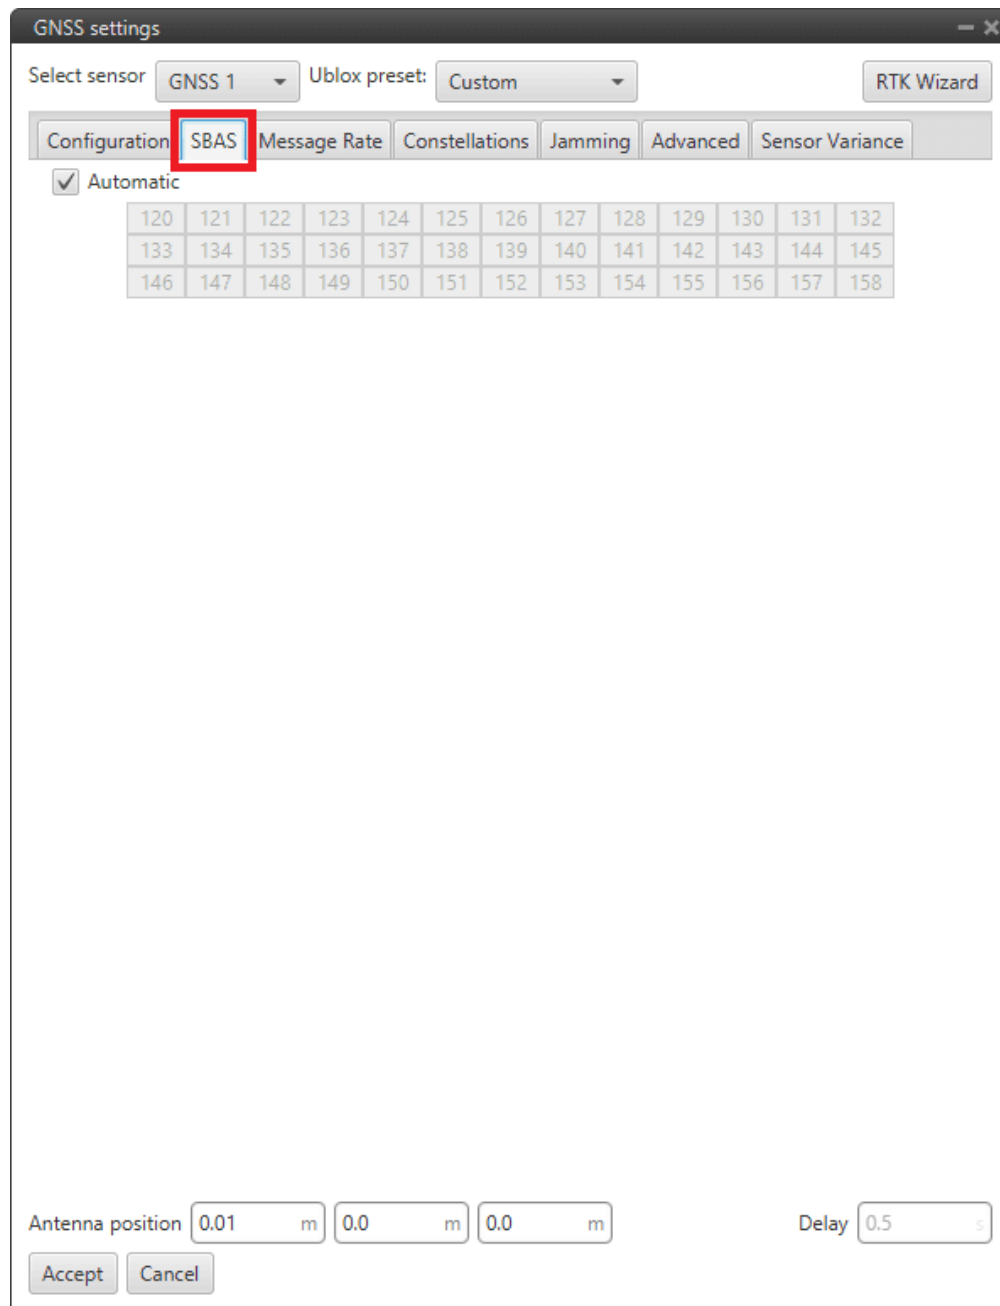 GNSS settings
Select sensor GNSS 1 Ublox preset: Custom RTK Wizard
Configuration SBAS Message Rate Constellations Jamming Advanced Sensor Variance
Automatic
120 121 122 123 124 125 126 127 128 129 130 131 132
133 134 135 136 137 138 139 140 141 142 143 144 145
146 147 148 149 150 151 152 153 154 155 156 157 158
Antenna position 0.01 m 0.0 m 0.0 m Delay 0.5 s
Accept Cancel